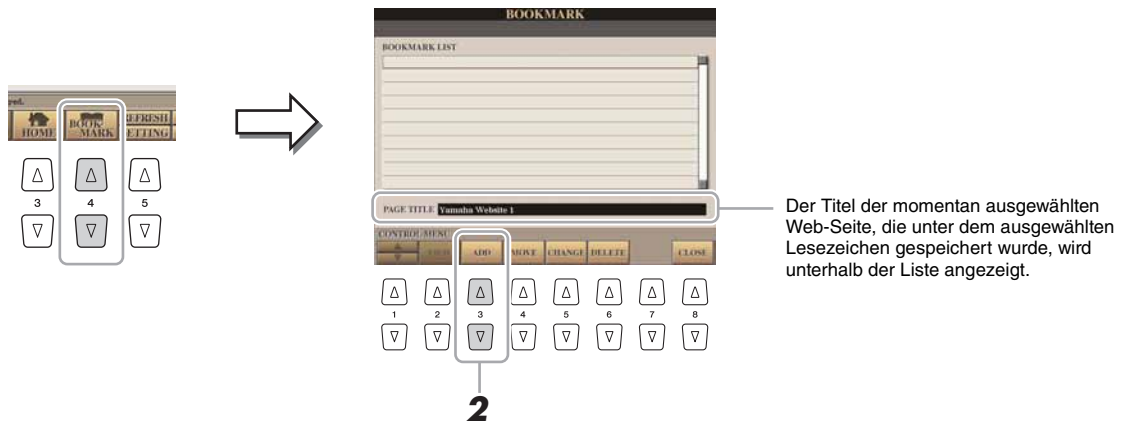 BOOKMARK
BOOKMARK LIST
red.
HOME
BOOK MARK
REFRESH
SETTING
3
4
5
PAGE TITLE Yamaha Website 1
CONTROL MENU
ADD
MOVE
CHANGE
DELETE
CLOSE
1
2
3
4
5
6
7
8
2
Der Titel der momentan ausgewählten
Web-Seite, die unter dem ausgewählten
Lesezeichen gespeichert wurde, wird
unterhalb der Liste angezeigt.